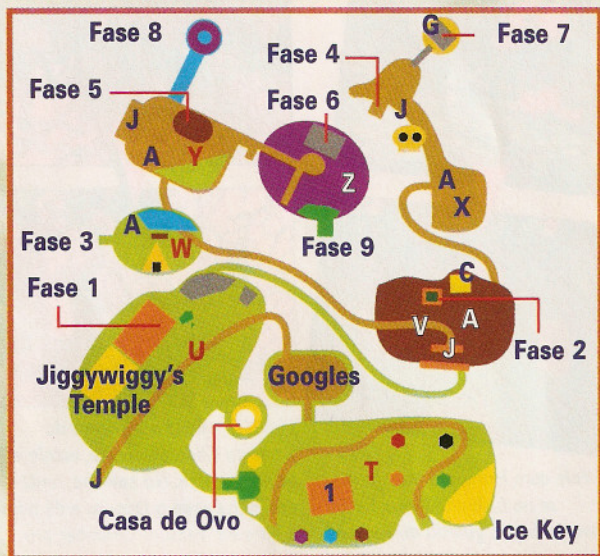 Fase 8
G
Fase 7
Fase 4
Fase 5
J
J
Fase 6
A
Y
Z
A
X
Fase 3
A
W
Fase 9
C
Fase 1
V
A
J
Fase 2
U
Jiggywiggy's
Temple
Googles
J
T
1
Casa de Ovo
Ice Key